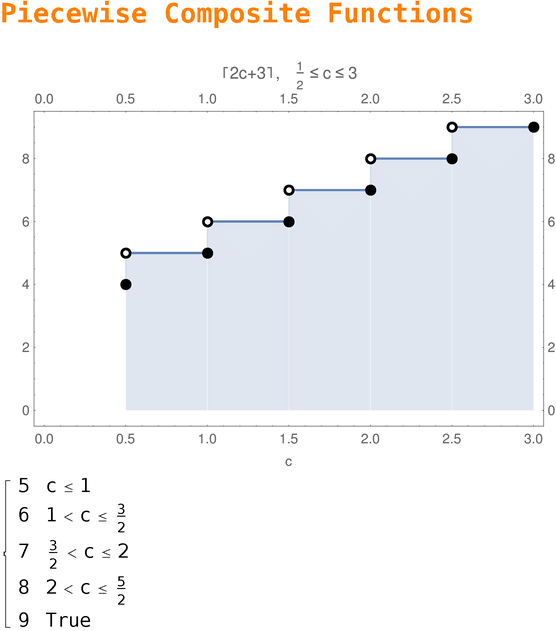 Piecewise Composite Functions
⌈2c+3⌉, 1/2 ≤ c ≤ 3
0.0 0.5 1.0 1.5 2.0 2.5 3.0
8 8
6 6
4 4
2 2
0 0
0.0 0.5 1.0 1.5 2.0 2.5 3.0
c
5 c ≤ 1
6 1 < c ≤ 3/2
7 3/2 < c ≤ 2
8 2 < c ≤ 5/2
9 True